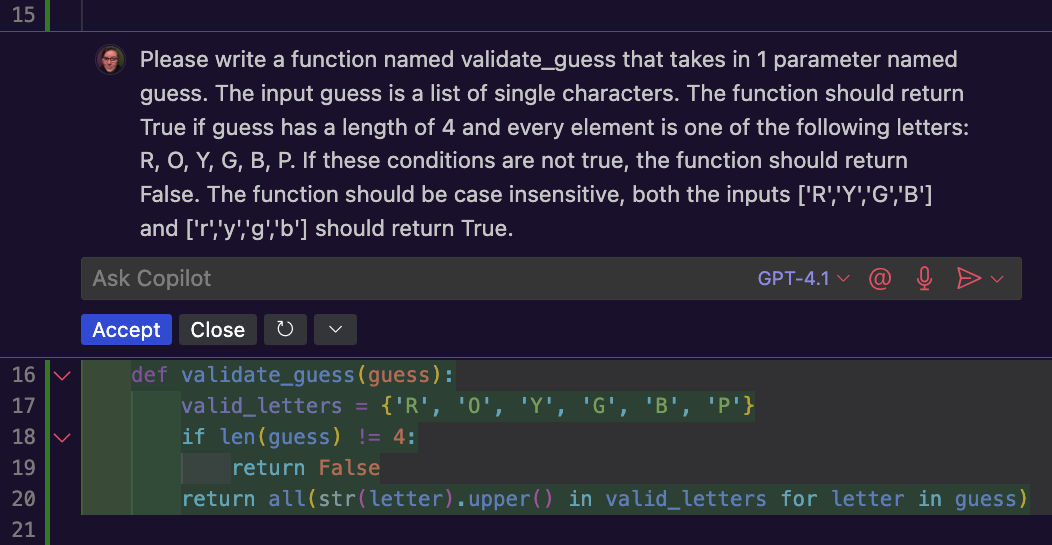 15
Please write a function named validate_guess that takes in 1 parameter named
guess. The input guess is a list of single characters. The function should return
True if guess has a length of 4 and every element is one of the following letters:
R, O, Y, G, B, P. If these conditions are not true, the function should return
False. The function should be case insensitive, both the inputs ['R','Y','G','B']
and ['r','y','g','b'] should return True.
Ask Copilot GPT-4.1 @
Accept Close
16 def validate_guess(guess):
17 valid_letters = {'R', 'O', 'Y', 'G', 'B', 'P'}
18 if len(guess) != 4:
19 return False
20 return all(str(letter).upper() in valid_letters for letter in guess)
21